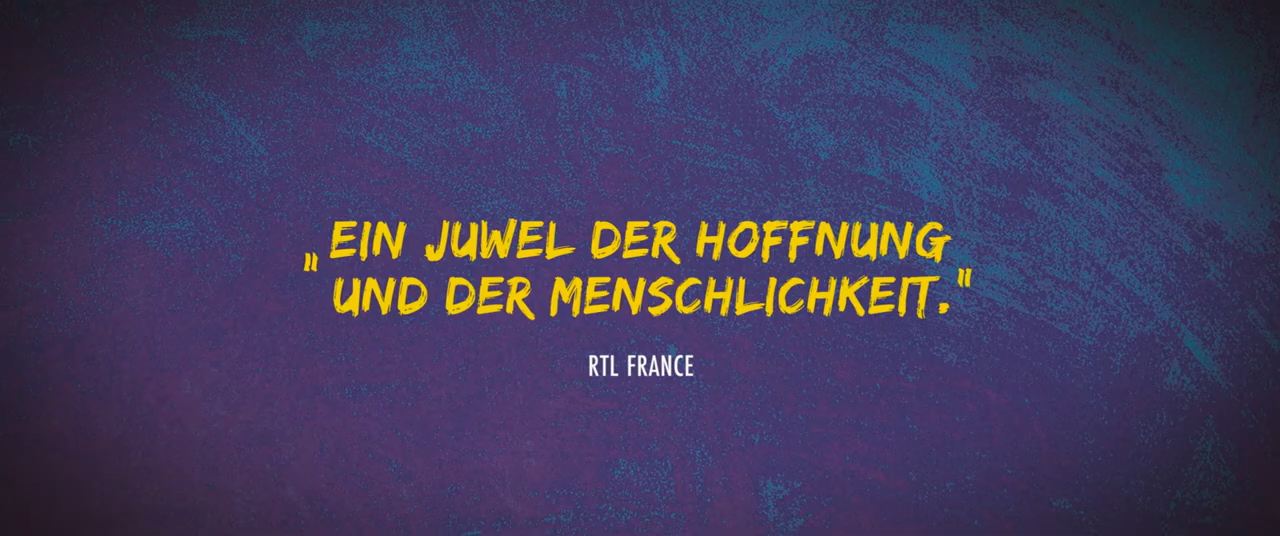 „EIN JUWEL DER HOFFNUNG
UND DER MENSCHLICHKEIT.“
RTL FRANCE